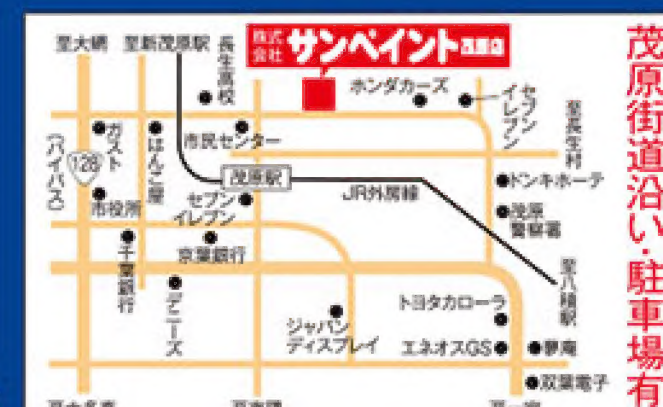 至大網
至新茂原駅
長生高校
株式会社 サンペイント茂原店
ホンダカーズ
セブン
イレブン
至長生村
茂原街道沿い・駐車場有
(バイパス)
128
ガスト
はんこ屋
市民センター
茂原駅
JR外房線
ドンキホーテ
市役所
セブン
イレブン
茂原
警察署
千葉銀行
京葉銀行
至八積駅
デニーズ
ジャパン
ディスプレイ
トヨタカローラ
エネオスGS
夢庵
双葉電子